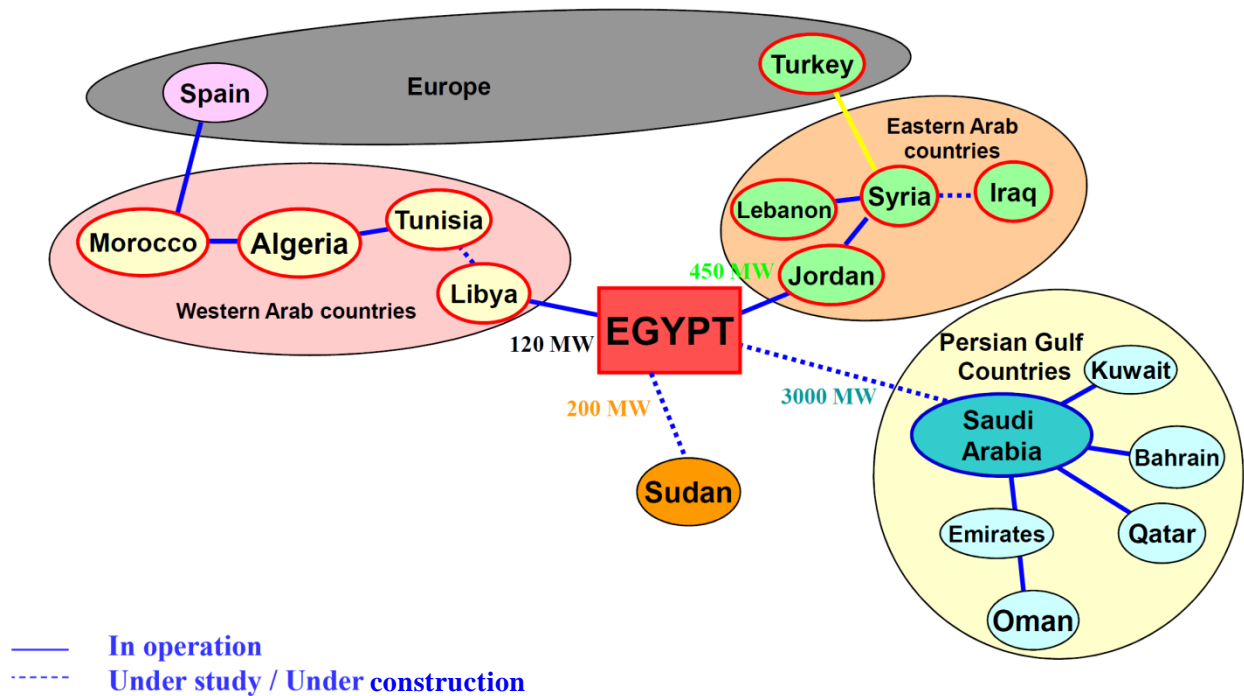 Europe
Spain
Turkey
Eastern Arab
countries
Lebanon
Syria
Iraq
Jordan
Morocco
Algeria
Tunisia
Libya
Western Arab countries
450 MW
EGYPT
120 MW
200 MW
3000 MW
Sudan
Persian Gulf
Countries
Kuwait
Saudi
Arabia
Bahrain
Emirates
Qatar
Oman
In operation
Under study / Under construction